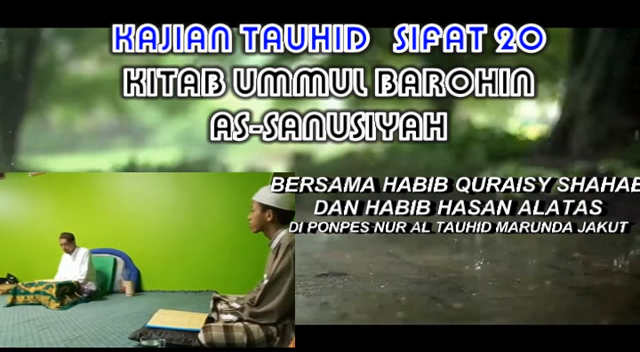 KAJIAN TAUHID SIFAT 20
KITAB UMMUL BAROHIN
AS-SANUSIYAH
BERSAMA HABIB QURAISY SHAHAB
DAN HABIB HASAN ALATAS
DI PONPES NUR AL TAUHID MARUNDA JAKUT